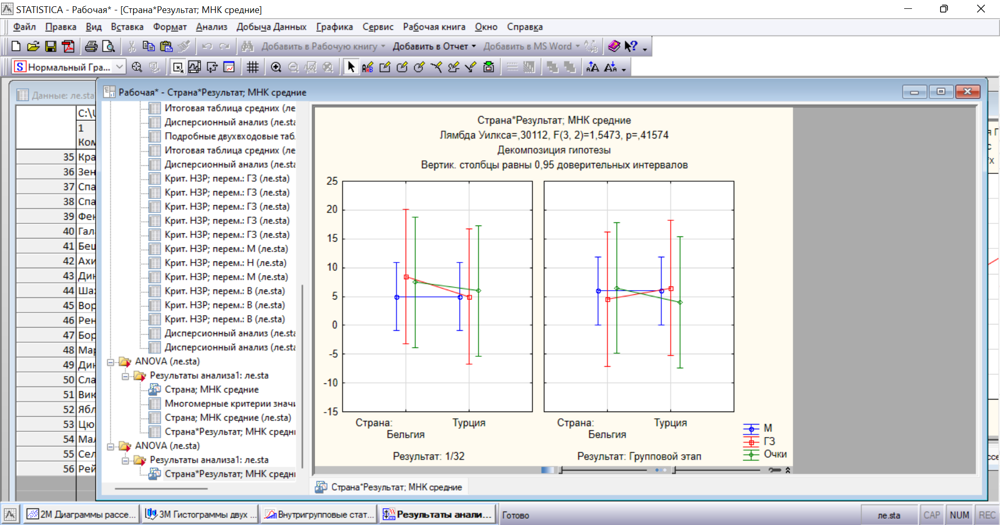 STATISTICA - Рабочая* - [Страна*Результат; МНК средние]
Файл Правка Вид Вставка Формат Анализ Добыча Данных Графика Сервис Рабочая книга Окно Справка
Добавить в Рабочую книгу Добавить в Отчет Добавить в MS Word
Нормальный Гра...
Данные: ле.sta
Рабочая* - Страна*Результат; МНК средние
C:\
1
Ком
35 Кра
36 Зен
37 Спа
38 Спа
39 Фен
40 Гал
41 Беш
42 Ахи
43 Дин
44 Шах
45 Вор
46 Рен
47 Бор
48 Мар
49 Дин
50 Сла
51 Вик
52 Ябл
53 Цю
54 Мал
55 Сел
56 Рей
Итоговая таблица средних (ле
Дисперсионный анализ (ле.sta
Подробные двухвходовые таб.
Итоговая таблица средних (ле
Дисперсионный анализ (ле.sta
Крит. НЗР; перем.: ГЗ (ле.sta)
Крит. НЗР; перем.: ГЗ (ле.sta)
Крит. НЗР; перем.: ГЗ (ле.sta)
Крит. НЗР; перем.: ГЗ (ле.sta)
Крит. НЗР; перем.: ГЗ (ле.sta)
Крит. НЗР; перем.: М (ле.sta)
Крит. НЗР; перем.: Н (ле.sta)
Крит. НЗР; перем.: М (ле.sta)
Крит. НЗР; перем.: В (ле.sta)
Крит. НЗР; перем.: В (ле.sta)
Крит. НЗР; перем.: В (ле.sta)
Дисперсионный анализ (ле.sta
Дисперсионный анализ (ле.sta
ANOVA (ле.sta)
Результаты анализа1: ле.sta
Страна; МНК средние
Многомерные критерии значи
Страна; МНК средние (ле.sta)
Страна*Результат; МНК средн
ANOVA (ле.sta)
Результаты анализа1: ле.sta
Страна*Результат; МНК средн
Страна*Результат; МНК средние
Лямбда Уилкса=,30112, F(3, 2)=1,5473, p=,41574
Декомпозиция гипотезы
Вертик. столбцы равны 0,95 доверительных интервалов
25
20
15
10
5
0
-5
-10
-15
Страна: Бельгия Турция
Страна: Бельгия Турция
Результат: 1/32
Результат: Групповой этап
М
ГЗ
Очки
Страна*Результат; МНК средние
2М Диаграммы рассе... 3М Гистограммы двух ... Внутригрупповые стат... Результаты анали... Готово
ле.sta CAP NUM REC